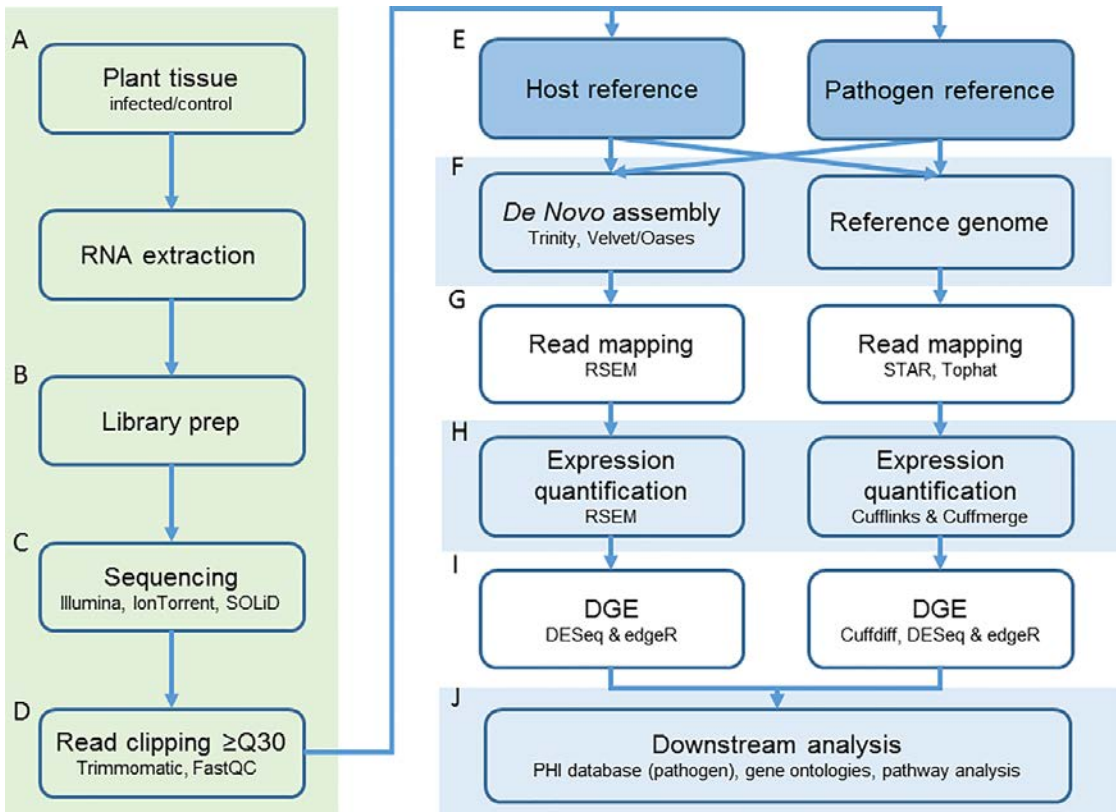 A
Plant tissue
infected/control
RNA extraction
B
Library prep
C
Sequencing
Illumina, IonTorrent, SOLiD
D
Read clipping ≥Q30
Trimmomatic, FastQC
E
Host reference
Pathogen reference
F
De Novo assembly
Trinity, Velvet/Oases
Reference genome
G
Read mapping
RSEM
Read mapping
STAR, Tophat
H
Expression
quantification
RSEM
Expression
quantification
Cufflinks & Cuffmerge
I
DGE
DESeq & edgeR
DGE
Cuffdiff, DESeq & edgeR
J
Downstream analysis
PHI database (pathogen), gene ontologies, pathway analysis